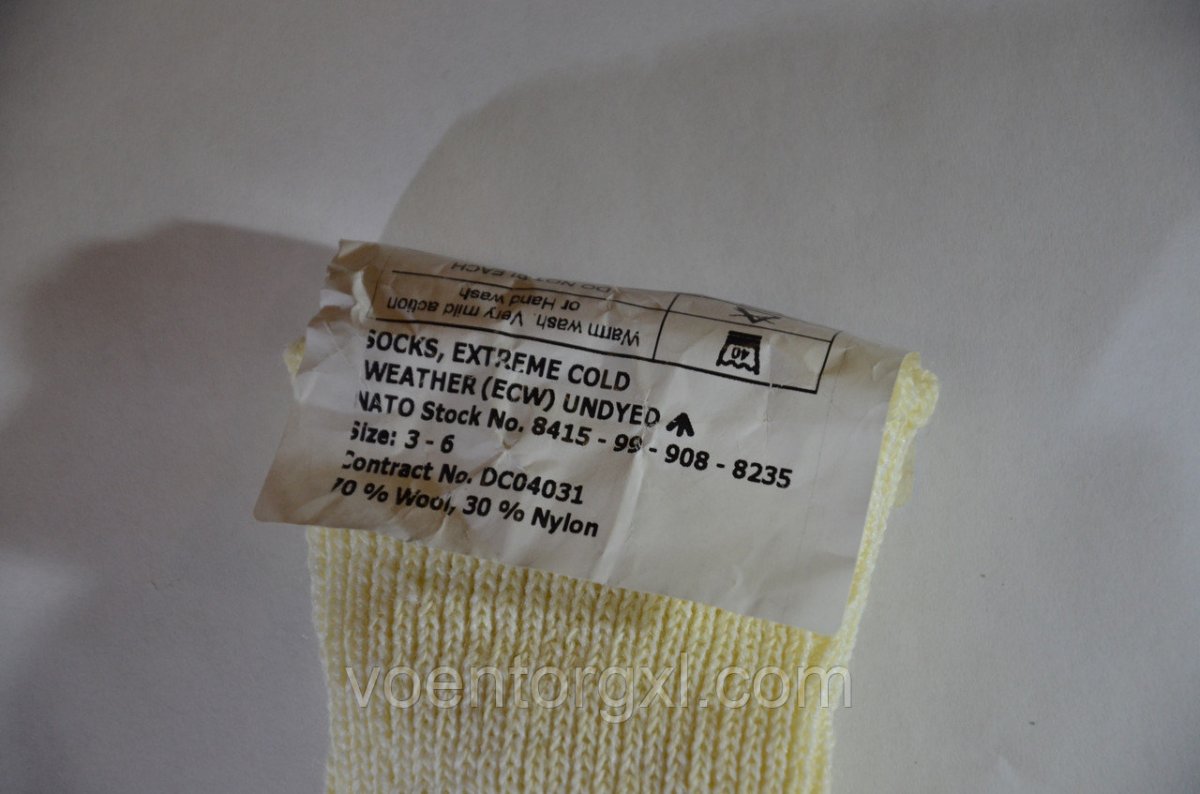 DO NOT BLEACH
Warm wash. Very mild action
or Hand wash
40
SOCKS, EXTREME COLD
WEATHER (ECW) UNDYED
NATO Stock No. 8415 - 99 - 908 - 8235
Size: 3 - 6
Contract No. DC04031
70 % Wool, 30 % Nylon
voentorgxl.com